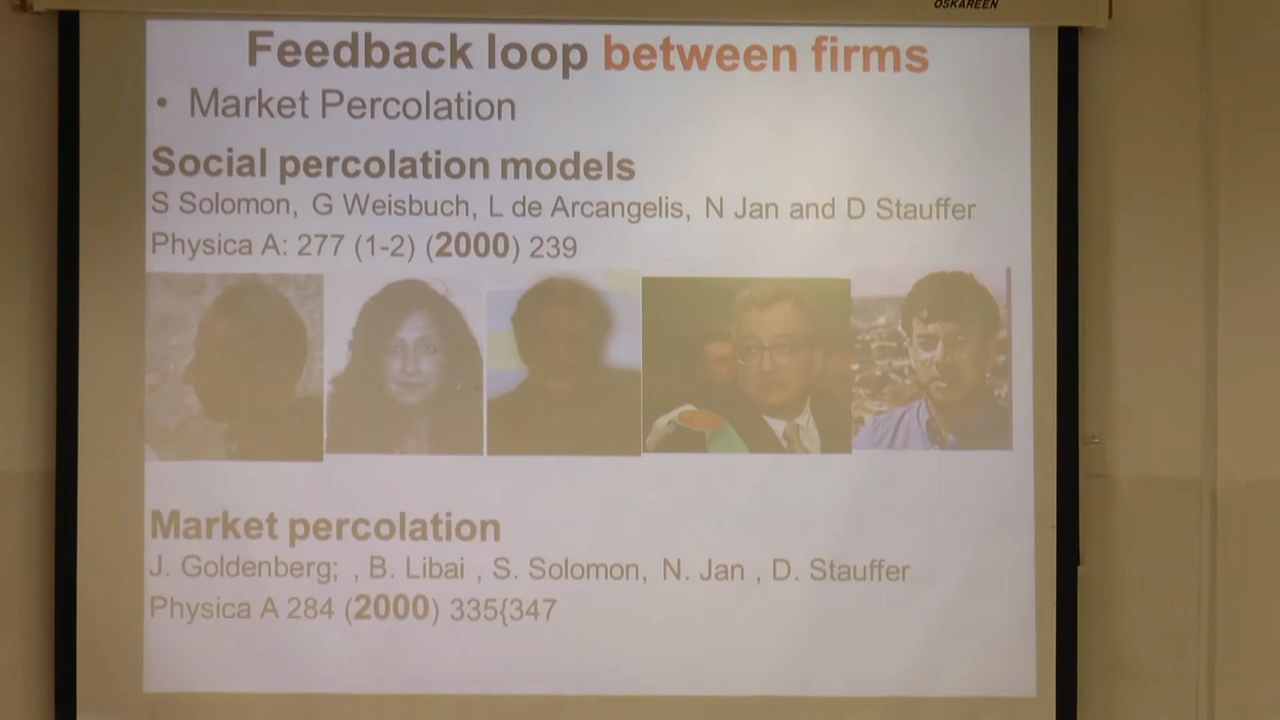 OSKAREEN
Feedback loop between firms
• Market Percolation
Social percolation models
S Solomon, G Weisbuch, L de Arcangelis, N Jan and D Stauffer
Physica A: 277 (1-2) (2000) 239
Market percolation
J. Goldenberg; , B. Libai , S. Solomon, N. Jan , D. Stauffer
Physica A 284 (2000) 335{347